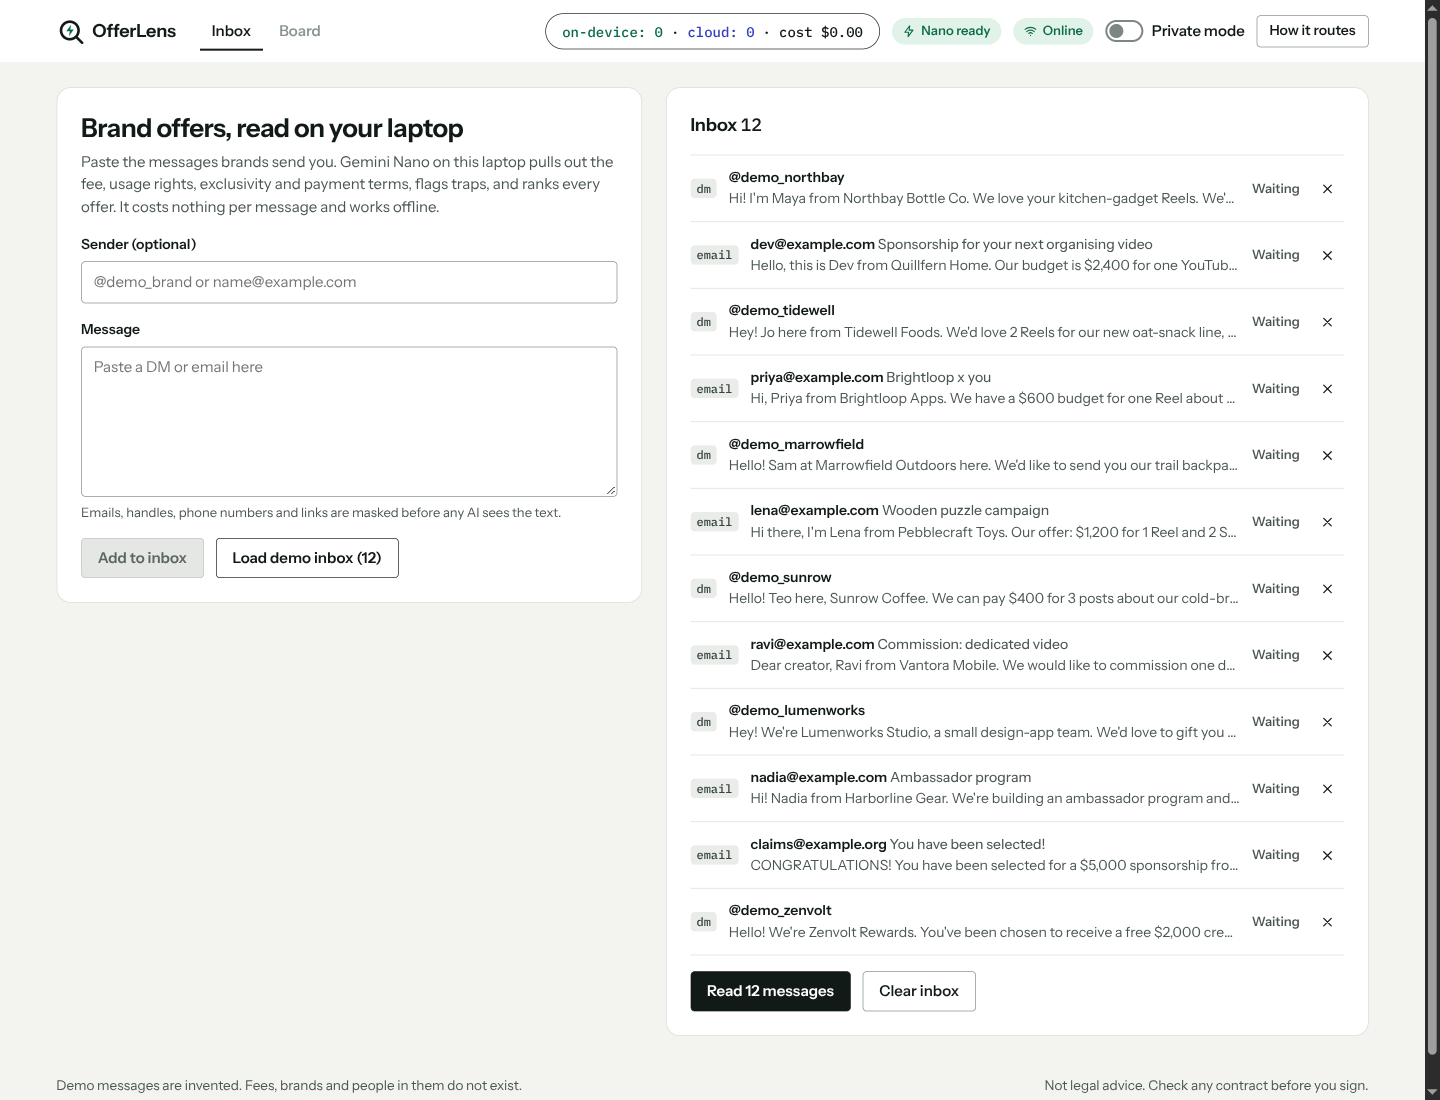 OfferLens
Inbox
Board
on-device: 0 · cloud: 0 · cost $0.00
Nano ready
Online
Private mode
How it routes
Brand offers, read on your laptop
Paste the messages brands send you. Gemini Nano on this laptop pulls out the
fee, usage rights, exclusivity and payment terms, flags traps, and ranks every
offer. It costs nothing per message and works offline.
Sender (optional)
@demo_brand or name@example.com
Message
Paste a DM or email here
Emails, handles, phone numbers and links are masked before any AI sees the text.
Add to inbox
Load demo inbox (12)
Inbox 12
dm
@demo_northbay
Hi! I'm Maya from Northbay Bottle Co. We love your kitchen-gadget Reels. We'...
Waiting
email
dev@example.com Sponsorship for your next organising video
Hello, this is Dev from Quillfern Home. Our budget is $2,400 for one YouTub...
Waiting
dm
@demo_tidewell
Hey! Jo here from Tidewell Foods. We'd love 2 Reels for our new oat-snack line, ...
Waiting
email
priya@example.com Brightloop x you
Hi, Priya from Brightloop Apps. We have a $600 budget for one Reel about ...
Waiting
dm
@demo_marrowfield
Hello! Sam at Marrowfield Outdoors here. We'd like to send you our trail backpa...
Waiting
email
lena@example.com Wooden puzzle campaign
Hi there, I'm Lena from Pebblecraft Toys. Our offer: $1,200 for 1 Reel and 2 S...
Waiting
dm
@demo_sunrow
Hello! Teo here, Sunrow Coffee. We can pay $400 for 3 posts about our cold-br...
Waiting
email
ravi@example.com Commission: dedicated video
Dear creator, Ravi from Vantora Mobile. We would like to commission one d...
Waiting
dm
@demo_lumenworks
Hey! We're Lumenworks Studio, a small design-app team. We'd love to gift you ...
Waiting
email
nadia@example.com Ambassador program
Hi! Nadia from Harborline Gear. We're building an ambassador program and...
Waiting
email
claims@example.org You have been selected!
CONGRATULATIONS! You have been selected for a $5,000 sponsorship fro...
Waiting
dm
@demo_zenvolt
Hello! We're Zenvolt Rewards. You've been chosen to receive a free $2,000 cre...
Waiting
Read 12 messages
Clear inbox
Demo messages are invented. Fees, brands and people in them do not exist.
Not legal advice. Check any contract before you sign.